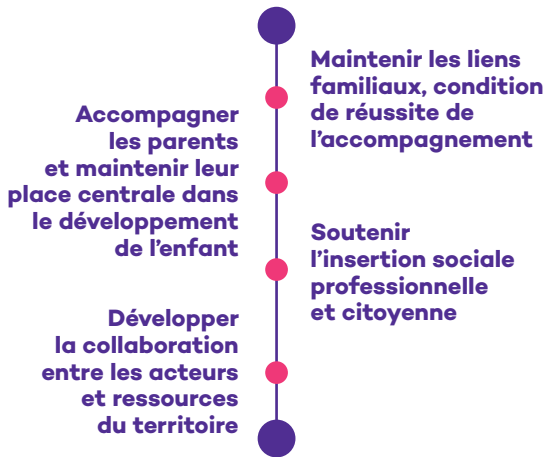 Maintenir les liens
familiaux, condition
de réussite de
l’accompagnement
Accompagner
les parents
et maintenir leur
place centrale dans
le développement
de l’enfant
Soutenir
l’insertion sociale
professionnelle
et citoyenne
Développer
la collaboration
entre les acteurs
et ressources
du territoire